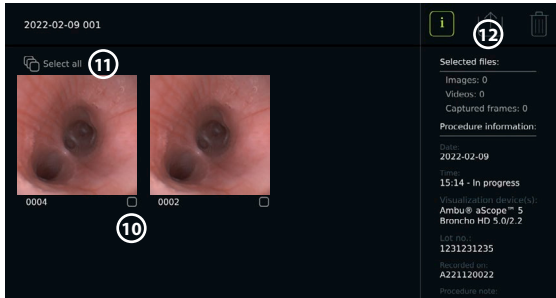 2022-02-09 001
i
12
Select all
11
0004
0002
10
Selected files:
Images: 0
Videos: 0
Captured frames: 0
Procedure information:
Date:
2022-02-09
Time:
15:14 - In progress
Visualization device(s):
Ambu® aScope™ 5
Broncho HD 5.0/2.2
Lot no.:
1231231235
Recorded on:
A221120022
Procedure note: